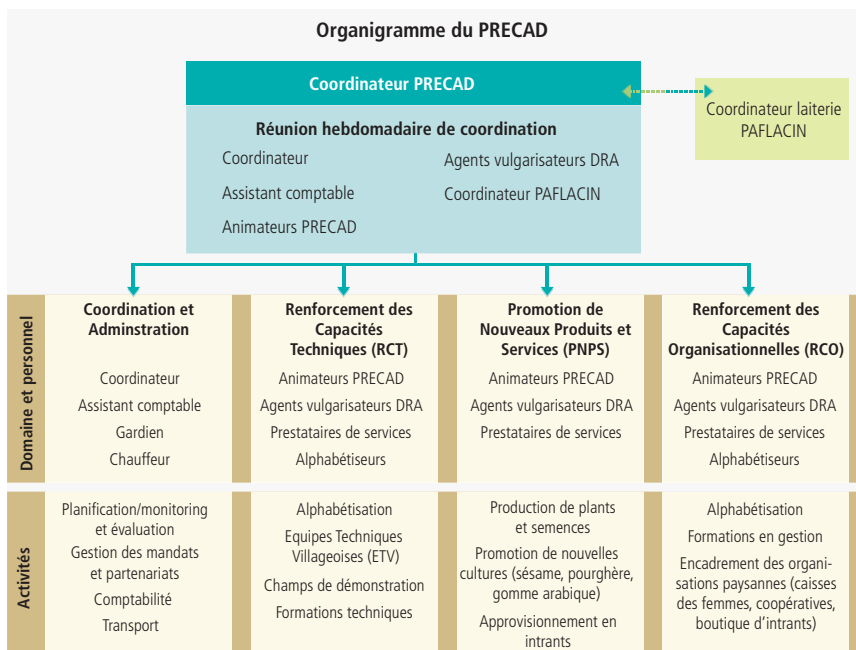 Organigramme du PRECAD
Coordinateur PRECAD
Coordinateur laiterie
PAFLACIN
Réunion hebdomadaire de coordination
Coordinateur
Assistant comptable
Animateurs PRECAD
Agents vulgarisateurs DRA
Coordinateur PAFLACIN
Domaine et personnel
Coordination et
Adminstration
Coordinateur
Assistant comptable
Gardien
Chauffeur
Renforcement des
Capacités
Techniques (RCT)
Animateurs PRECAD
Agents vulgarisateurs DRA
Prestataires de services
Alphabétiseurs
Promotion de
Nouveaux Produits et
Services (PNPS)
Animateurs PRECAD
Agents vulgarisateurs DRA
Prestataires de services
Renforcement des
Capacités
Organisationnelles (RCO)
Animateurs PRECAD
Agents vulgarisateurs DRA
Prestataires de services
Alphabétiseurs
Activités
Planification/monitoring
et évaluation
Gestion des mandats
et partenariats
Comptabilité
Transport
Alphabétisation
Equipes Techniques
Villageoises (ETV)
Champs de démonstration
Formations techniques
Production de plants
et semences
Promotion de nouvelles
cultures (sésame, pourghère,
gomme arabique)
Approvisionnement en
intrants
Alphabétisation
Formations en gestion
Encadrement des organi-
sations paysannes (caisses
des femmes, coopératives,
boutique d'intrants)